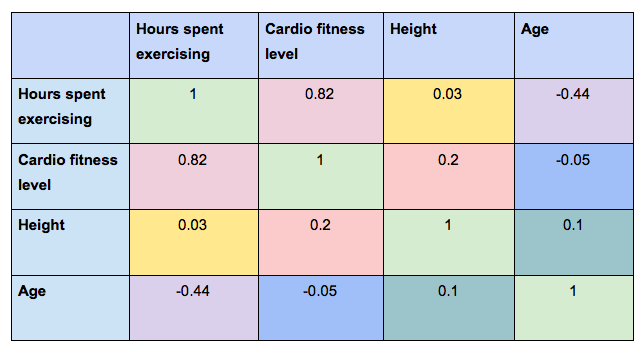 Hours spent exercising Cardio fitness level Height Age
Hours spent exercising 1 0.82 0.03 -0.44
Cardio fitness level 0.82 1 0.2 -0.05
Height 0.03 0.2 1 0.1
Age -0.44 -0.05 0.1 1